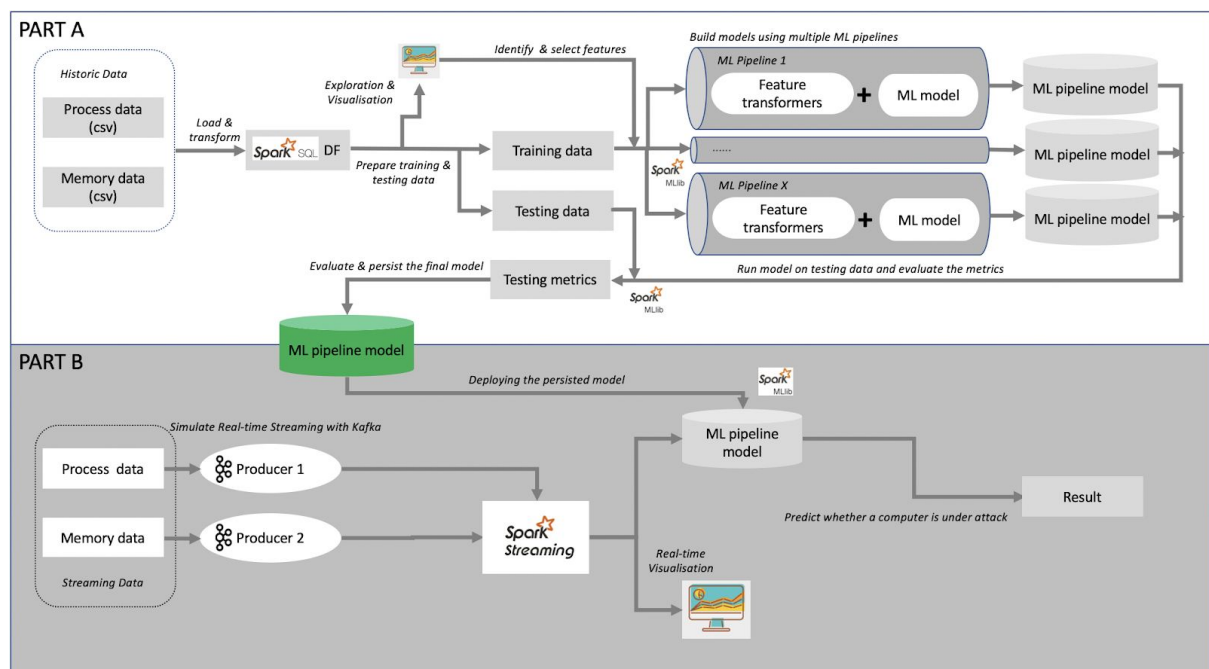 PART A
Historic Data
Process data
(csv)
Memory data
(csv)
Load &
transform
Spark SQL DF
Exploration &
Visualisation
Identify & select features
Prepare training &
testing data
Training data
Testing data
Build models using multiple ML pipelines
ML Pipeline 1
Feature
transformers
+
ML model
ML pipeline model
Spark
MLlib
......
ML pipeline model
ML Pipeline X
Feature
transformers
+
ML model
ML pipeline model
Run model on testing data and evaluate the metrics
Spark
MLlib
Testing metrics
Evaluate & persist the final model
ML pipeline model
PART B
Deploying the persisted model
Spark
MLlib
Simulate Real-time Streaming with Kafka
Process data
Producer 1
Memory data
Producer 2
Streaming Data
Spark
Streaming
ML pipeline
model
Predict whether a computer is under attack
Result
Real-time
Visualisation